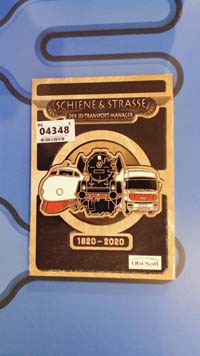 SCHIENE & STRASSE
DER 3D-TRANSPORT-MANAGER
04348
1820-2020
Ubi Soft